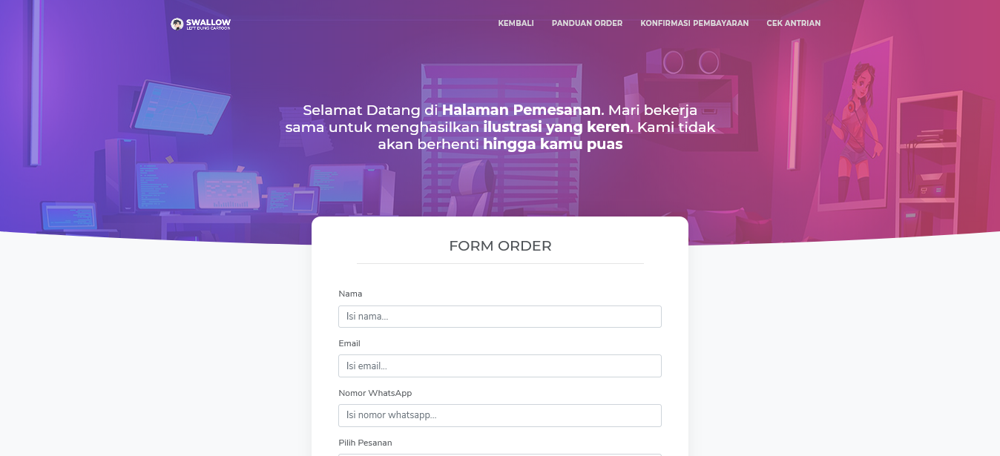 SWALLOW
LEFTDUNG CARTOON
KEMBALI
PANDUAN ORDER
KONFIRMASI PEMBAYARAN
CEK ANTRIAN
Selamat Datang di Halaman Pemesanan. Mari bekerja
sama untuk menghasilkan ilustrasi yang keren. Kami tidak
akan berhenti hingga kamu puas
FORM ORDER
Nama
Isi nama...
Email
Isi email...
Nomor WhatsApp
Isi nomor whatsapp...
Pilih Pesanan